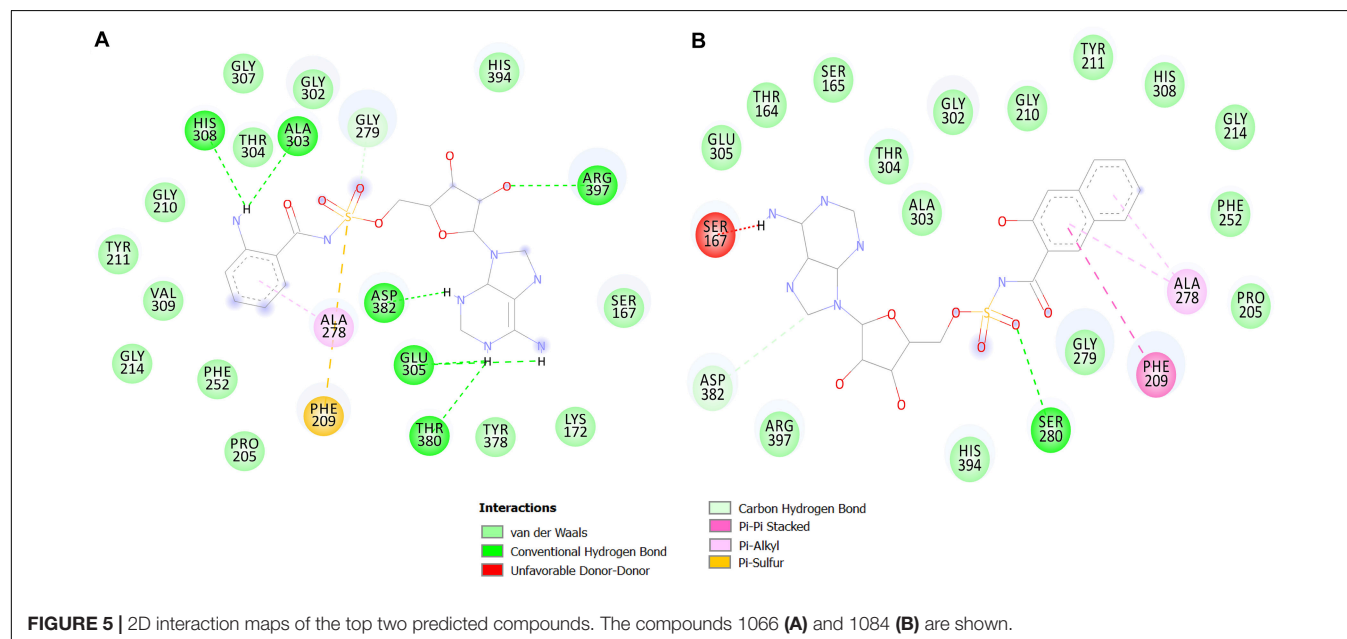 A
B
GLY 307
GLY 302
HIS 394
HIS 308
ALA 303
THR 304
GLY 279
ARG 397
GLY 210
TYR 211
VAL 309
ASP 382
SER 167
ALA 278
GLY 214
PHE 252
GLU 305
PHE 209
PRO 205
THR 380
TYR 378
LYS 172
H
O
O
O
O
O
O
S
O
N
N
O
N
N
H
N
N
N
H
H
TYR 211
SER 165
HIS 308
THR 164
GLY 302
GLY 210
GLY 214
GLU 305
THR 304
ALA 303
PHE 252
SER 167
ALA 278
PRO 205
GLY 279
PHE 209
ASP 382
SER 280
ARG 397
HIS 394
N
N
H
N
N
N
N
O
O
O
S
N
O
O
O
O
O
Interactions
van der Waals
Conventional Hydrogen Bond
Unfavorable Donor-Donor
Carbon Hydrogen Bond
Pi-Pi Stacked
Pi-Alkyl
Pi-Sulfur
FIGURE 5 | 2D interaction maps of the top two predicted compounds. The compounds 1066 (A) and 1084 (B) are shown.